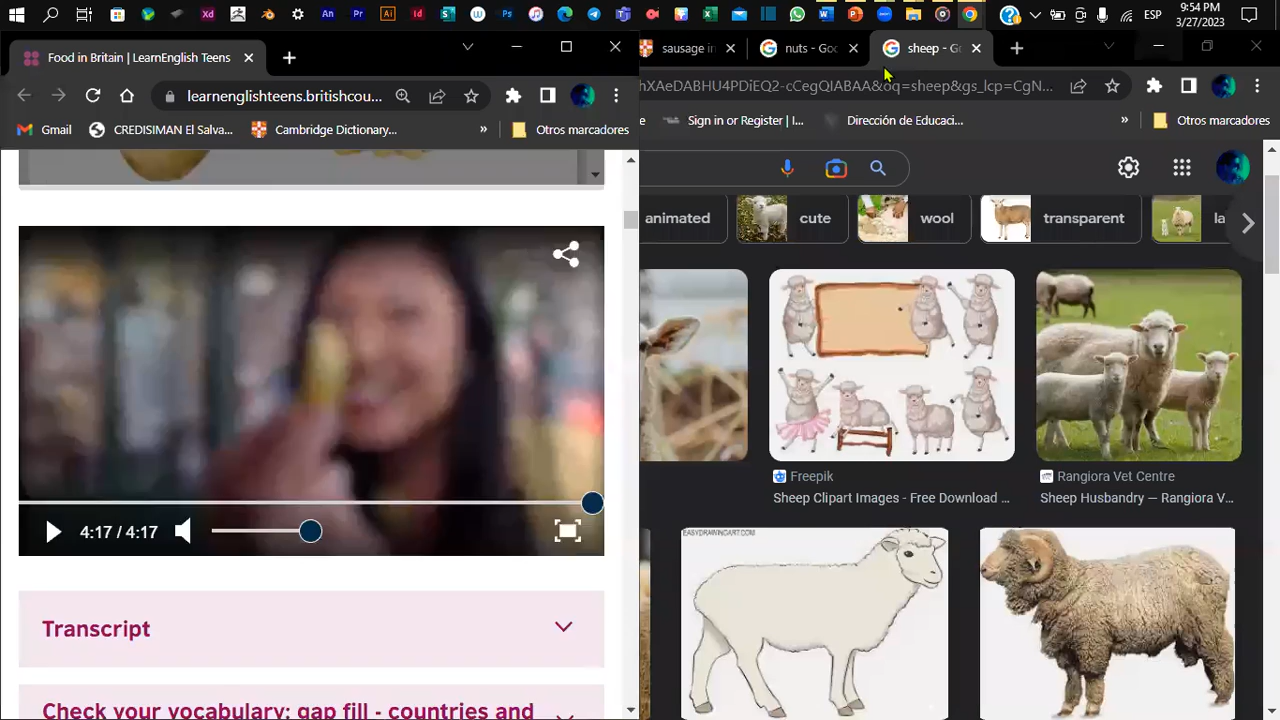 9:54 PM
ESP
3/27/2023
Food in Britain | LearnEnglish Teens
learnenglishteens.britishcou...
Gmail
CREDISIMAN El Salva...
Cambridge Dictionary...
»
Otros marcadores
4:17 / 4:17
Transcript
Check your vocabulary: gap fill - countries and
sausage in
nuts - Goo
sheep - Go
hXAeDABHU4PDiEQ2-cCegQIABAA&oq=sheep&gs_lcp=CgN...
Sign in or Register | I...
Dirección de Educaci...
»
Otros marcadores
animated
cute
wool
transparent
la
Freepik
Sheep Clipart Images - Free Download ...
Rangiora Vet Centre
Sheep Husbandry — Rangiora V...
EASYDRAWINGART.COM